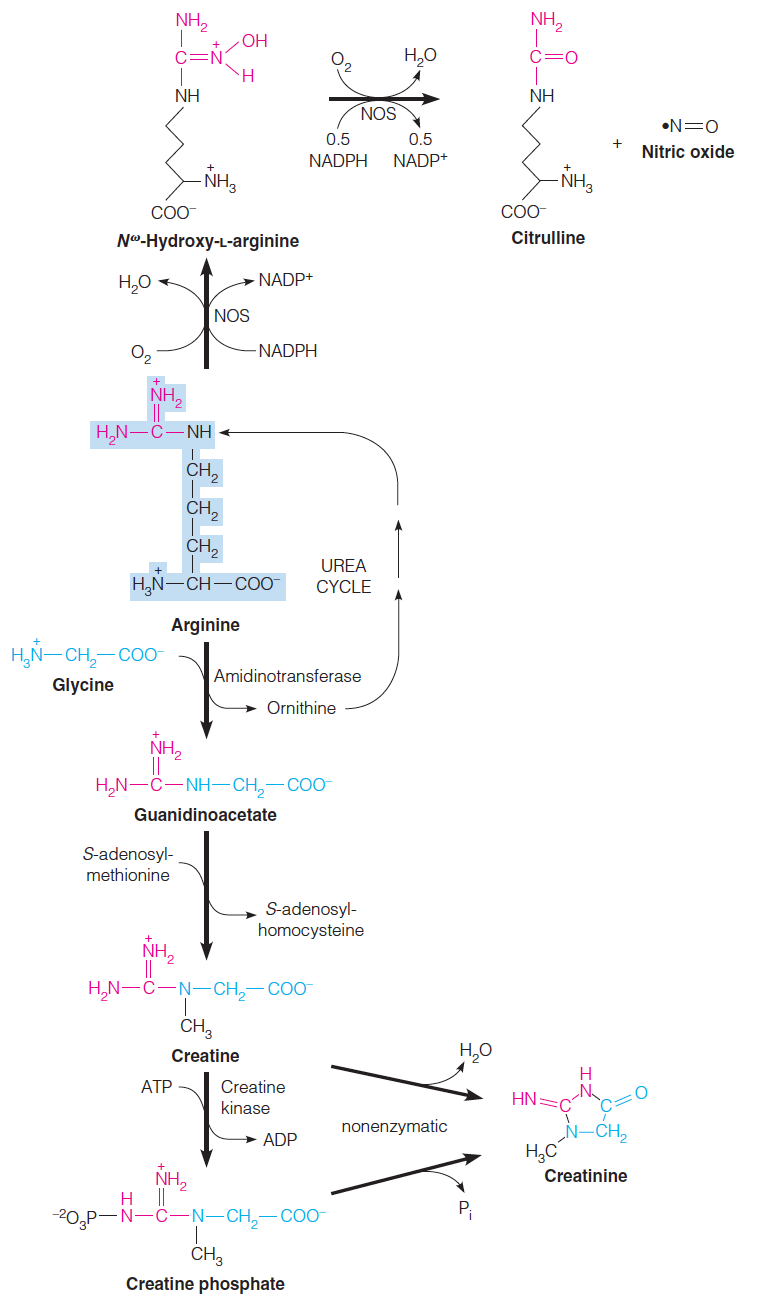 NH₂
C=N⁺
OH
H
NH
⁺NH₃
COO⁻
Nω-Hydroxy-L-arginine
O₂
H₂O
NOS
0.5
NADPH
0.5
NADP⁺
NH₂
C=O
NH
⁺NH₃
COO⁻
Citrulline
+
•N=O
Nitric oxide
H₂O
NADP⁺
NOS
O₂
NADPH
⁺NH₂
H₂N—C—NH
CH₂
CH₂
CH₂
H₃N⁺—CH—COO⁻
Arginine
UREA
CYCLE
H₃N⁺—CH₂—COO⁻
Glycine
Amidinotransferase
Ornithine
⁺NH₂
H₂N—C—NH—CH₂—COO⁻
Guanidinoacetate
S-adenosyl-
methionine
S-adenosyl-
homocysteine
⁺NH₂
H₂N—C—N—CH₂—COO⁻
CH₃
Creatine
ATP
Creatine
kinase
ADP
H₂O
nonenzymatic
Pᵢ
H
N
HN=C
C=O
N—CH₂
H₃C
Creatinine
⁺NH₂
H
⁻²O₃P—N—C—N—CH₂—COO⁻
CH₃
Creatine phosphate